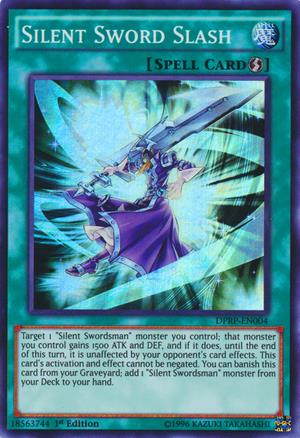 Silent Sword Slash
[Spell Card]
DPRP-EN004
Target 1 "Silent Swordsman" monster you control; that monster
you control gains 1500 ATK and DEF, and if it does, until the end
of this turn, it is unaffected by your opponent's card effects. This
card's activation and effect cannot be negated. You can banish this
card from your Graveyard; add 1 "Silent Swordsman" monster from
your Deck to your hand.
18563744 1st Edition
©1996 KAZUKI TAKAHASHI